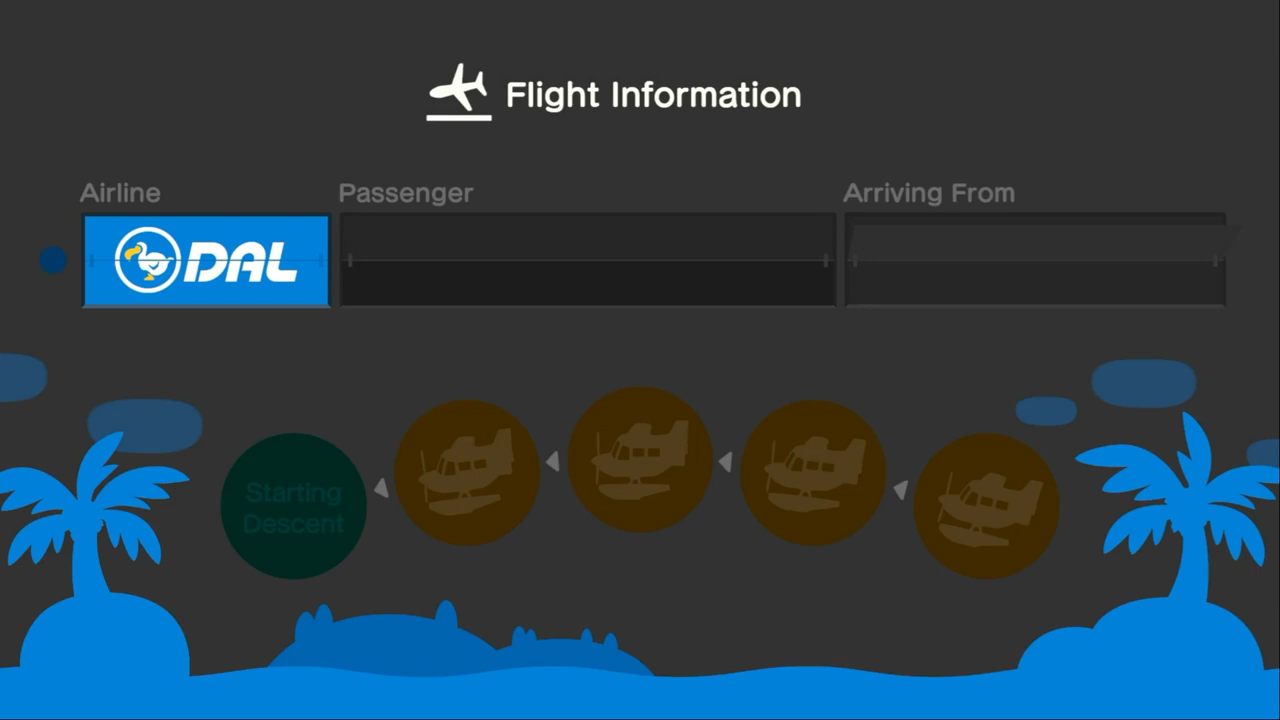 Flight Information
Airline
Passenger
Arriving From
DAL
Starting
Descent